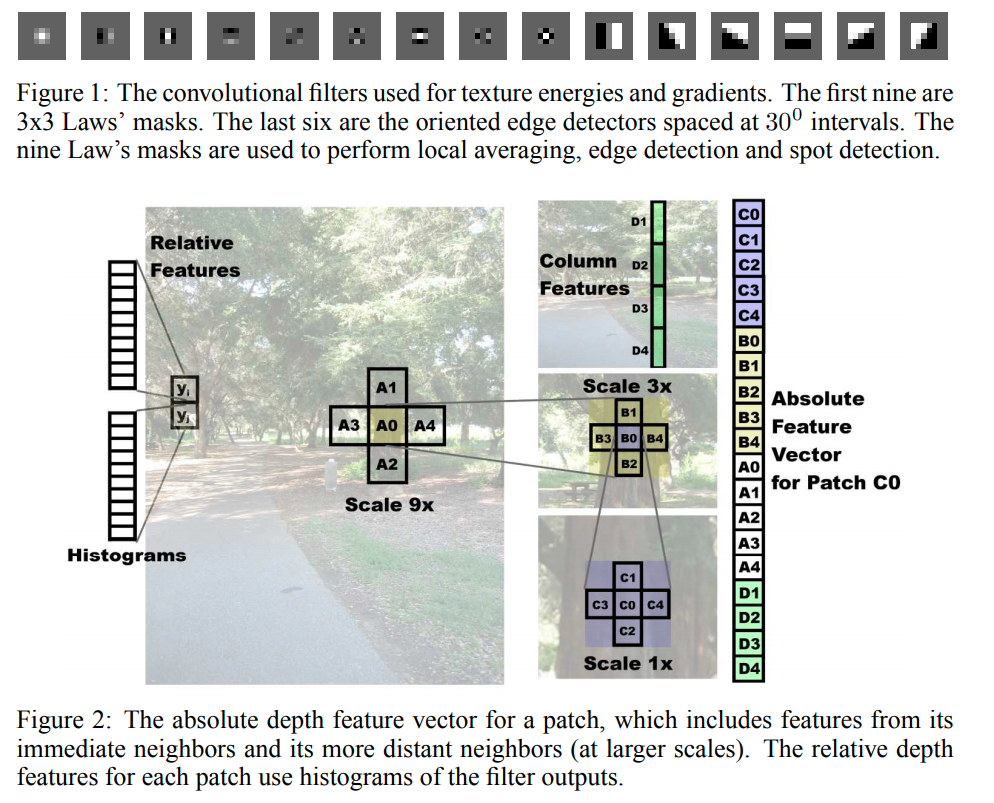 Figure 1: The convolutional filters used for texture energies and gradients. The first nine are
3x3 Laws' masks. The last six are the oriented edge detectors spaced at 30⁰ intervals. The
nine Law's masks are used to perform local averaging, edge detection and spot detection.
Relative
Features
yi
yj
Histograms
A1
A3 A0 A4
A2
Scale 9x
Column
Features
D1
D2
D3
D4
Scale 3x
B1
B3 B0 B4
B2
C1
C3 C0 C4
C2
Scale 1x
C0
C1
C2
C3
C4
B0
B1
B2
B3
B4
A0
A1
A2
A3
A4
D1
D2
D3
D4
Absolute
Feature
Vector
for Patch C0
Figure 2: The absolute depth feature vector for a patch, which includes features from its
immediate neighbors and its more distant neighbors (at larger scales). The relative depth
features for each patch use histograms of the filter outputs.